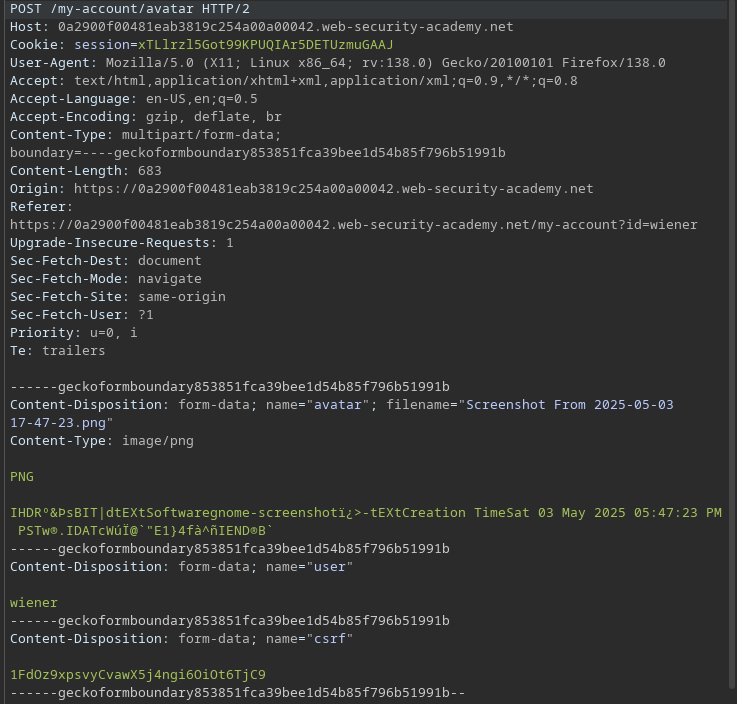 POST /my-account/avatar HTTP/2
Host: 0a2900f00481eab3819c254a00a00042.web-security-academy.net
Cookie: session=xTLlrzl5Got99KPUQIAr5DETUzmuGAAJ
User-Agent: Mozilla/5.0 (X11; Linux x86_64; rv:138.0) Gecko/20100101 Firefox/138.0
Accept: text/html,application/xhtml+xml,application/xml;q=0.9,*/*;q=0.8
Accept-Language: en-US,en;q=0.5
Accept-Encoding: gzip, deflate, br
Content-Type: multipart/form-data;
boundary=----geckoformboundary853851fca39bee1d54b85f796b51991b
Content-Length: 683
Origin: https://0a2900f00481eab3819c254a00a00042.web-security-academy.net
Referer:
https://0a2900f00481eab3819c254a00a00042.web-security-academy.net/my-account?id=wiener
Upgrade-Insecure-Requests: 1
Sec-Fetch-Dest: document
Sec-Fetch-Mode: navigate
Sec-Fetch-Site: same-origin
Sec-Fetch-User: ?1
Priority: u=0, i
Te: trailers
------geckoformboundary853851fca39bee1d54b85f796b51991b
Content-Disposition: form-data; name="avatar"; filename="Screenshot From 2025-05-03
17-47-23.png"
Content-Type: image/png
PNG
IHDRº&ÞsBIT|dtEXtSoftwaregnome-screenshotï¿>-tEXtCreation TimeSat 03 May 2025 05:47:23 PM
PSTw®.IDATcWúÏ@`"E1}4fà^ñIEND®B`
------geckoformboundary853851fca39bee1d54b85f796b51991b
Content-Disposition: form-data; name="user"
wiener
------geckoformboundary853851fca39bee1d54b85f796b51991b
Content-Disposition: form-data; name="csrf"
1FdOz9xpsvyCvawX5j4ngi6OiOt6TjC9
------geckoformboundary853851fca39bee1d54b85f796b51991b--